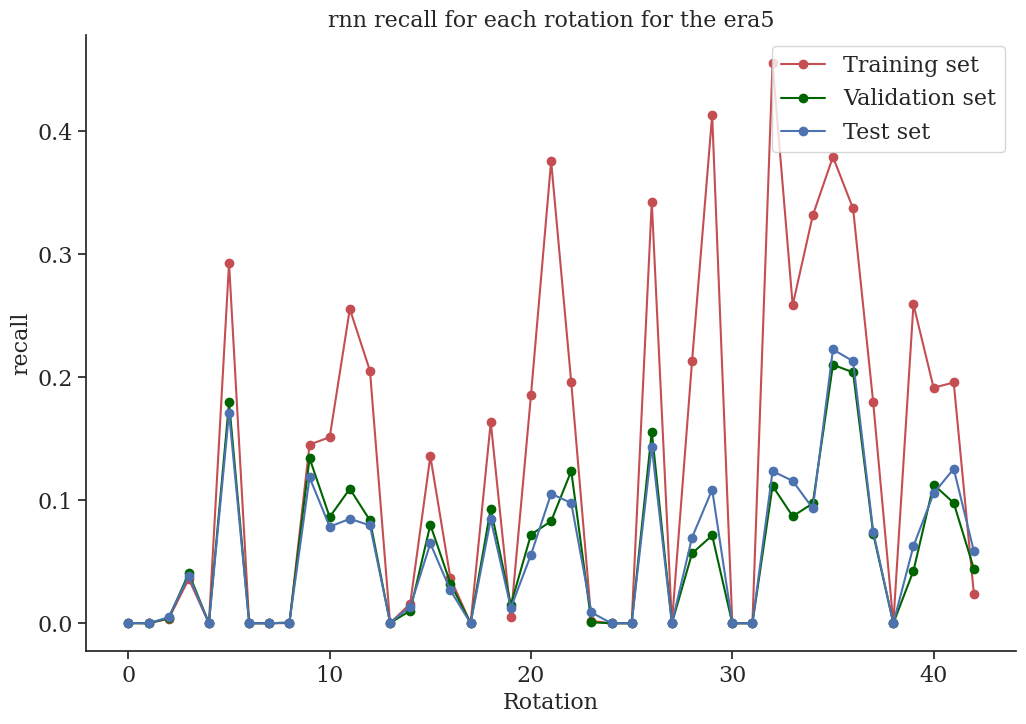 rnn recall for each rotation for the era5
Training set
Validation set
Test set
recall
0.4
0.3
0.2
0.1
0.0
0 10 20 30 40
Rotation